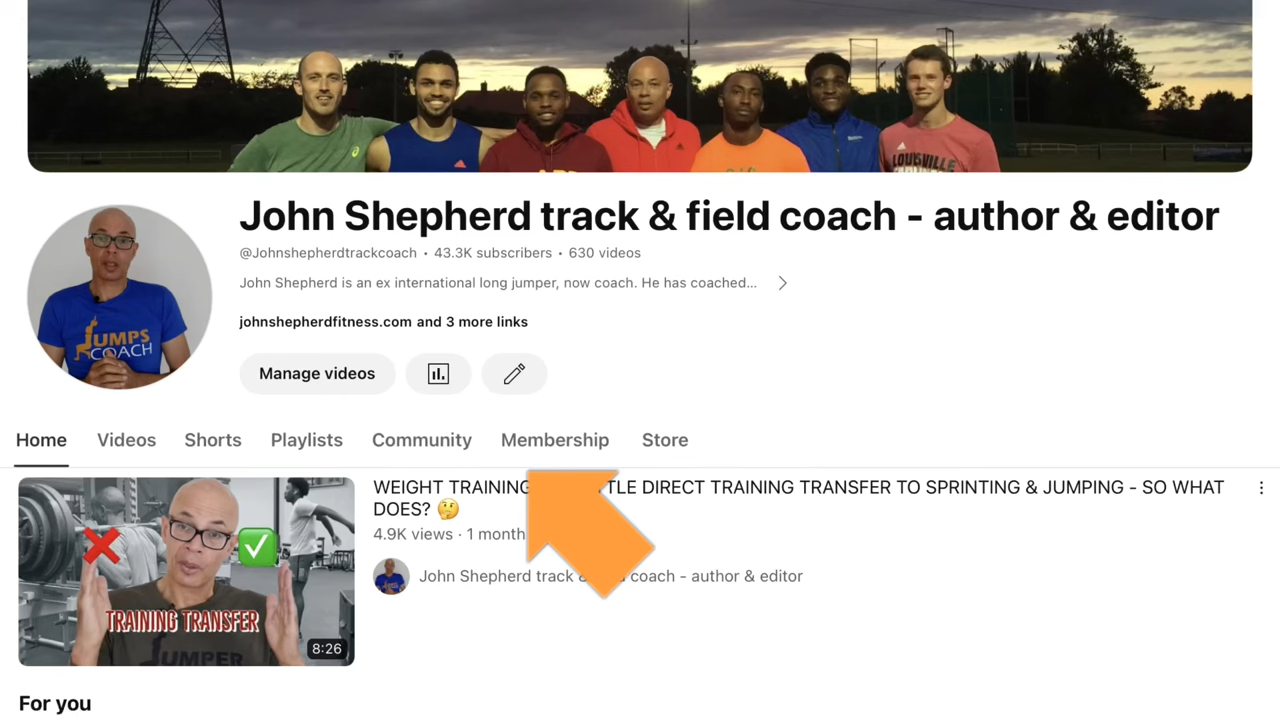 LOUISVILLE
John Shepherd track & field coach - author & editor
@Johnshepherdtrackcoach • 43.3K subscribers • 630 videos
John Shepherd is an ex international long jumper, now coach. He has coached...
johnshepherdfitness.com and 3 more links
JUMPS
COACH
Manage videos
Home Videos Shorts Playlists Community Membership Store
WEIGHT TRAINING TLE DIRECT TRAINING TRANSFER TO SPRINTING & JUMPING - SO WHAT
DOES? 🤔
4.9K views · 1 month
John Shepherd track coach - author & editor
TRAINING TRANSFER
JUMPER
8:26
For you